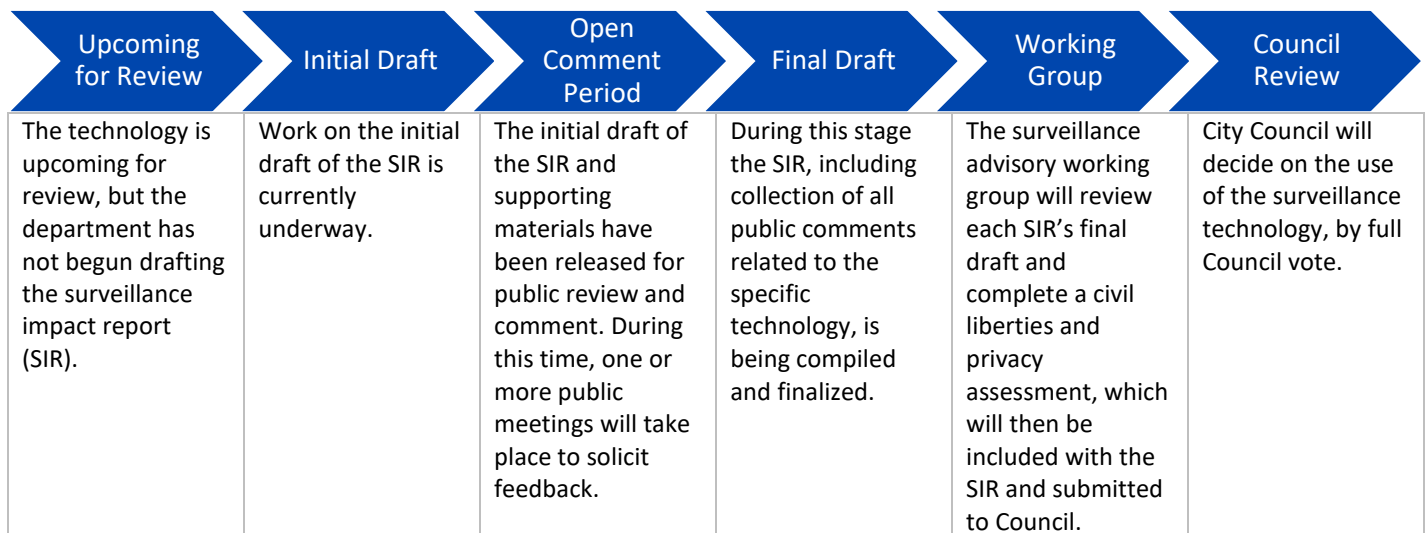 Upcoming
for Review
Initial Draft
Open
Comment
Period
Final Draft
Working
Group
Council
Review
The technology is
upcoming for
review, but the
department has
not begun drafting
the surveillance
impact report
(SIR).
Work on the initial
draft of the SIR is
currently
underway.
The initial draft of
the SIR and
supporting
materials have
been released for
public review and
comment. During
this time, one or
more public
meetings will take
place to solicit
feedback.
During this stage
the SIR, including
collection of all
public comments
related to the
specific
technology, is
being compiled
and finalized.
The surveillance
advisory working
group will review
each SIR’s final
draft and
complete a civil
liberties and
privacy
assessment, which
will then be
included with the
SIR and submitted
to Council.
City Council will
decide on the use
of the surveillance
technology, by full
Council vote.